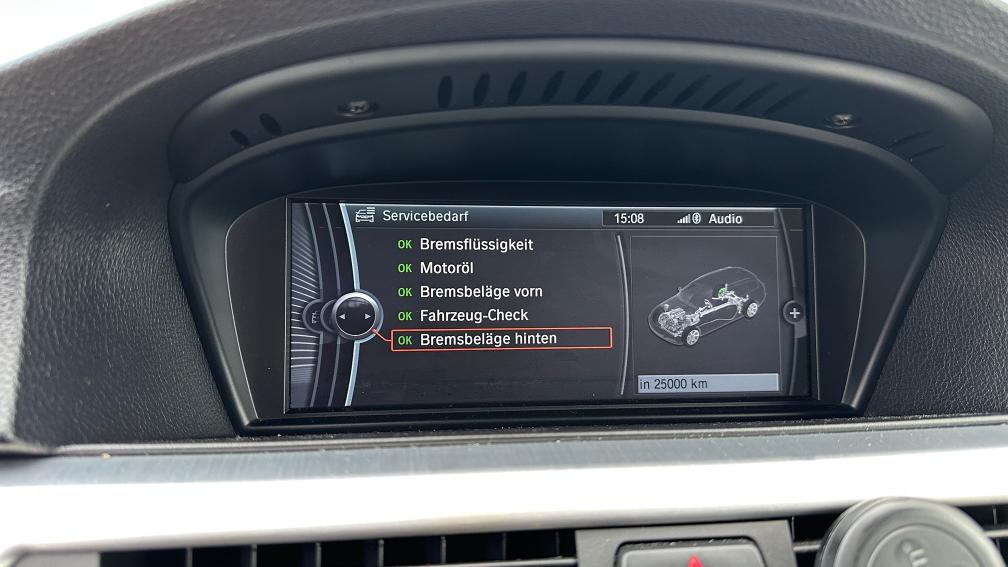 Servicebedarf
15:08
Audio
OK Bremsflüssigkeit
OK Motoröl
OK Bremsbeläge vorn
OK Fahrzeug-Check
OK Bremsbeläge hinten
in 25000 km